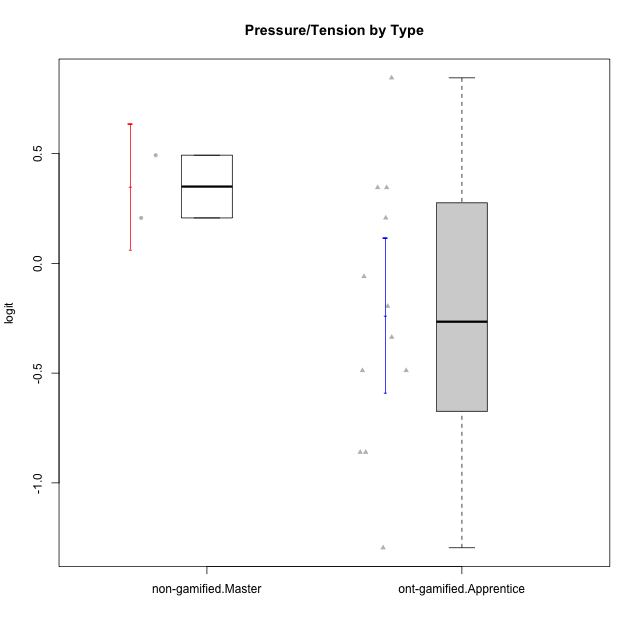 Pressure/Tension by Type
0.5
0.0
-0.5
-1.0
logit
non-gamified.Master
ont-gamified.Apprentice